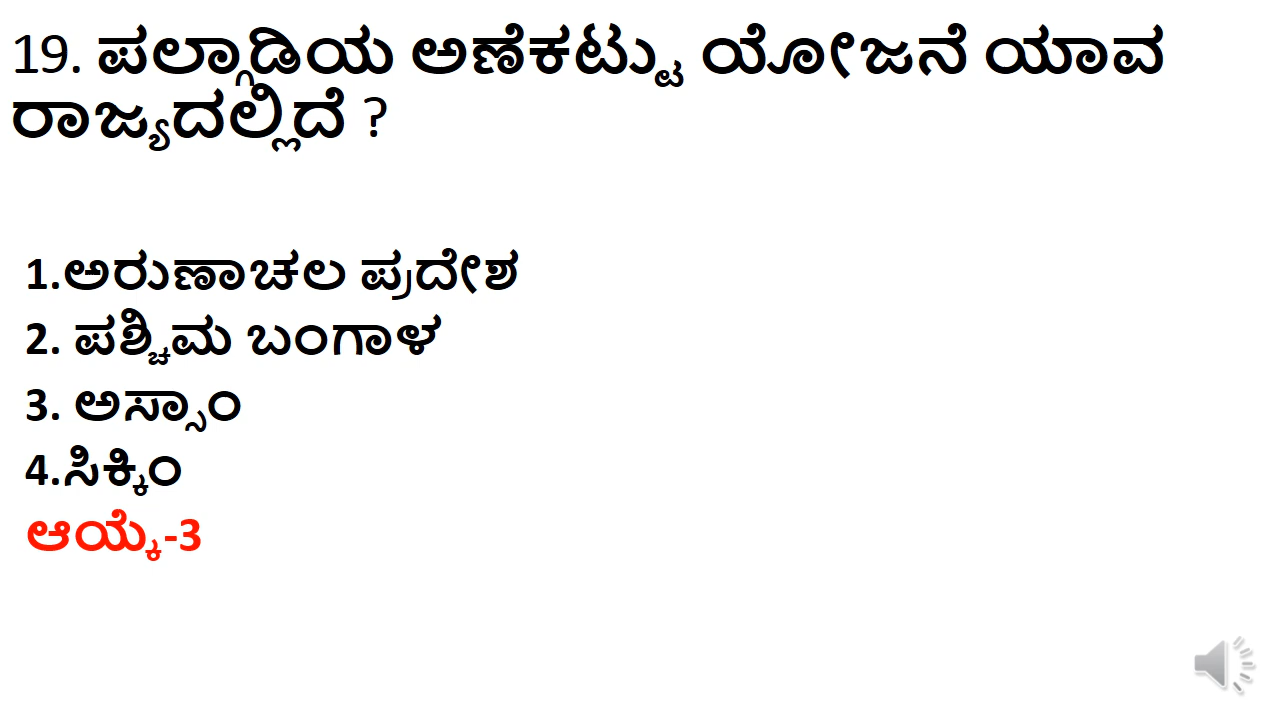 19. ಪಲ್ಗಾಡಿಯ ಅಣೆಕಟ್ಟು ಯೋಜನೆ ಯಾವ
ರಾಜ್ಯದಲ್ಲಿದೆ ?
1.ಅರುಣಾಚಲ ಪ್ರದೇಶ
2. ಪಶ್ಚಿಮ ಬಂಗಾಳ
3. ಅಸ್ಸಾಂ
4.ಸಿಕ್ಕಿಂ
ಆಯ್ಕೆ-3